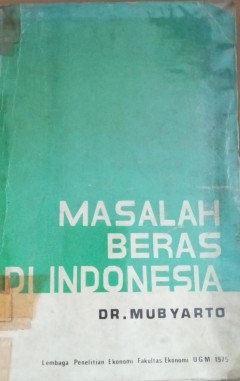 MASALAH
BERAS
DI INDONESIA
DR. MUBYARTO
Lembaga Penelitian Ekonomi Fakultas Ekonomi UGM 1975